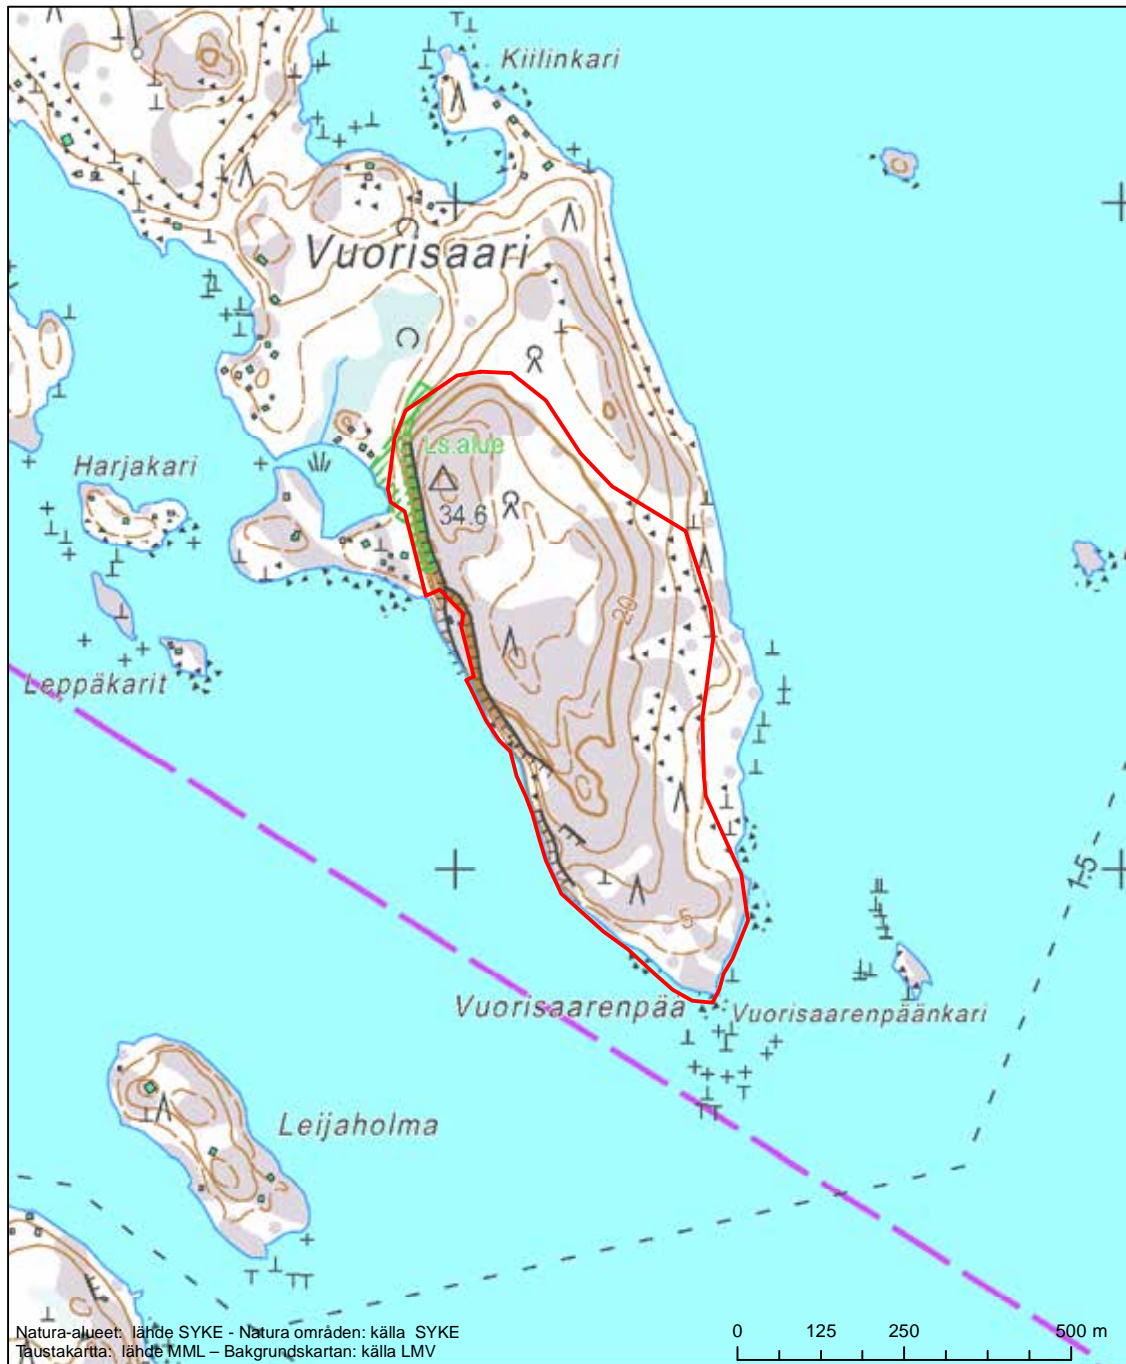 Kiilinkari
Vuorisaari
Ls.alue
Harjakari
34.6
20
Leppäkarit
1.5
5
Vuorisaarenpää
Vuorisaarenpäänkari
Leijaholma
Natura-alueet: lähde SYKE - Natura områden: källa SYKE
Taustakartta: lähde MML – Bakgrundskartan: källa LMV
0 125 250 500 m